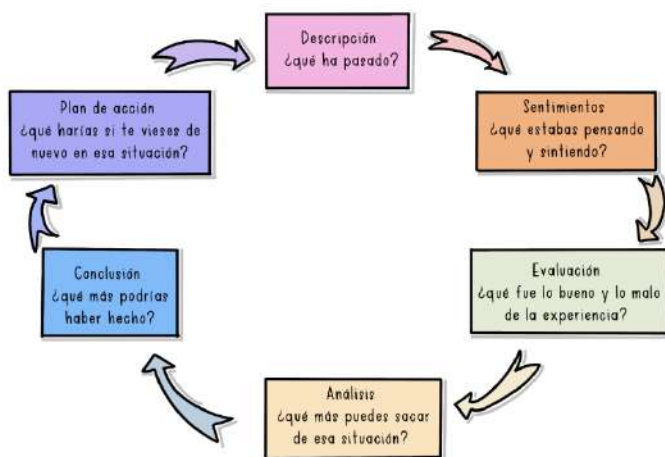 Descripción
¿qué ha pasado?
Sentimientos
¿qué estabas pensando
y sintiendo?
Evaluación
¿qué fue lo bueno y lo malo
de la experiencia?
Análisis
¿qué más puedes sacar
de esa situación?
Conclusión
¿qué más podrías
haber hecho?
Plan de acción
¿qué harías si te vieses de
nuevo en esa situación?